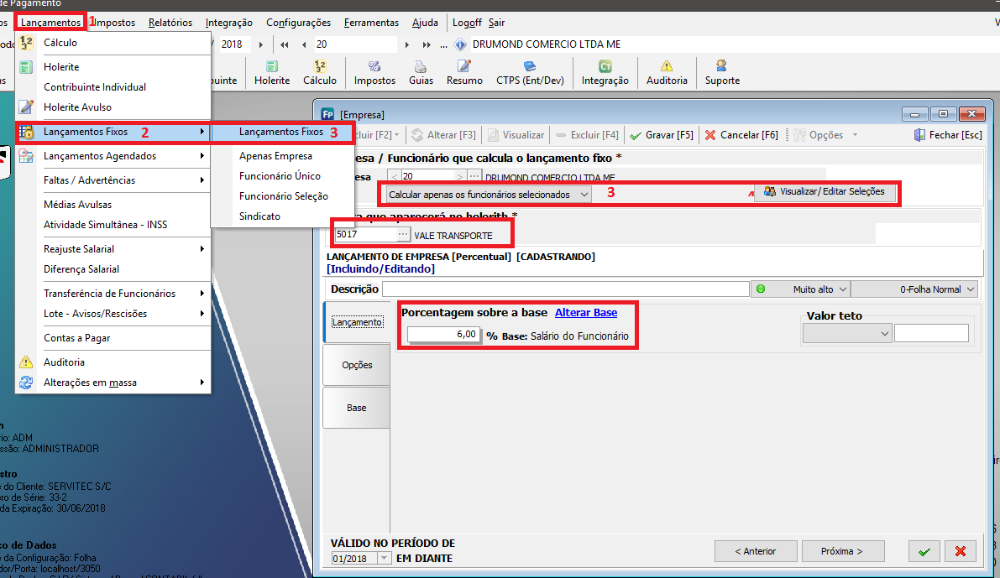 de Pagamento
Lançamentos 1 Impostos Relatórios Integração Configurações Ferramentas Ajuda Logoff Sair
2018 20 ... DRUMOND COMERCIO LTDA ME
Holerite Cálculo Impostos Guias Resumo CTPS (Ent/Dev) Integração Auditoria Suporte
Cálculo
Holerite
Contribuinte Individual
Holerite Avulso
Lançamentos Fixos 2
Lançamentos Agendados
Faltas / Advertências
Médias Avulsas
Atividade Simultânea - INSS
Reajuste Salarial
Diferença Salarial
Transferência de Funcionários
Lote - Avisos/Rescisões
Contas a Pagar
Auditoria
Alterações em massa
Lançamentos Fixos 3
Apenas Empresa
Funcionário Único
Funcionário Seleção
Sindicato
Fp [Empresa]
cluir [F2] Alterar [F3] Visualizar Excluir [F4] Gravar [F5] Cancelar [F6] Opções Fechar [Esc]
esa / Funcionário que calcula o lançamento fixo *
esa < 20 > ... DRUMOND COMERCIO LTDA ME
Calcular apenas os funcionários selecionados 3 Visualizar/Editar Seleções
que aparecerá no holerith *
5017 ... VALE TRANSPORTE
LANÇAMENTO DE EMPRESA [Percentual] [CADASTRANDO]
[Incluindo/Editando]
Descrição Muito alto 0-Folha Normal
Lançamento
Opções
Base
Porcentagem sobre a base Alterar Base
6,00 % Base: Salário do Funcionário
Valor teto
VÁLIDO NO PERÍODO DE
01/2018 EM DIANTE
< Anterior Próxima >
rio: ADM
ssão: ADMINISTRADOR
stro
e do Cliente: SERVITEC S/C
ro de Série: 33-2
da Expiração: 30/06/2018
co de Dados
e da Configuração: Folha
dor/Porta: localhost/3050